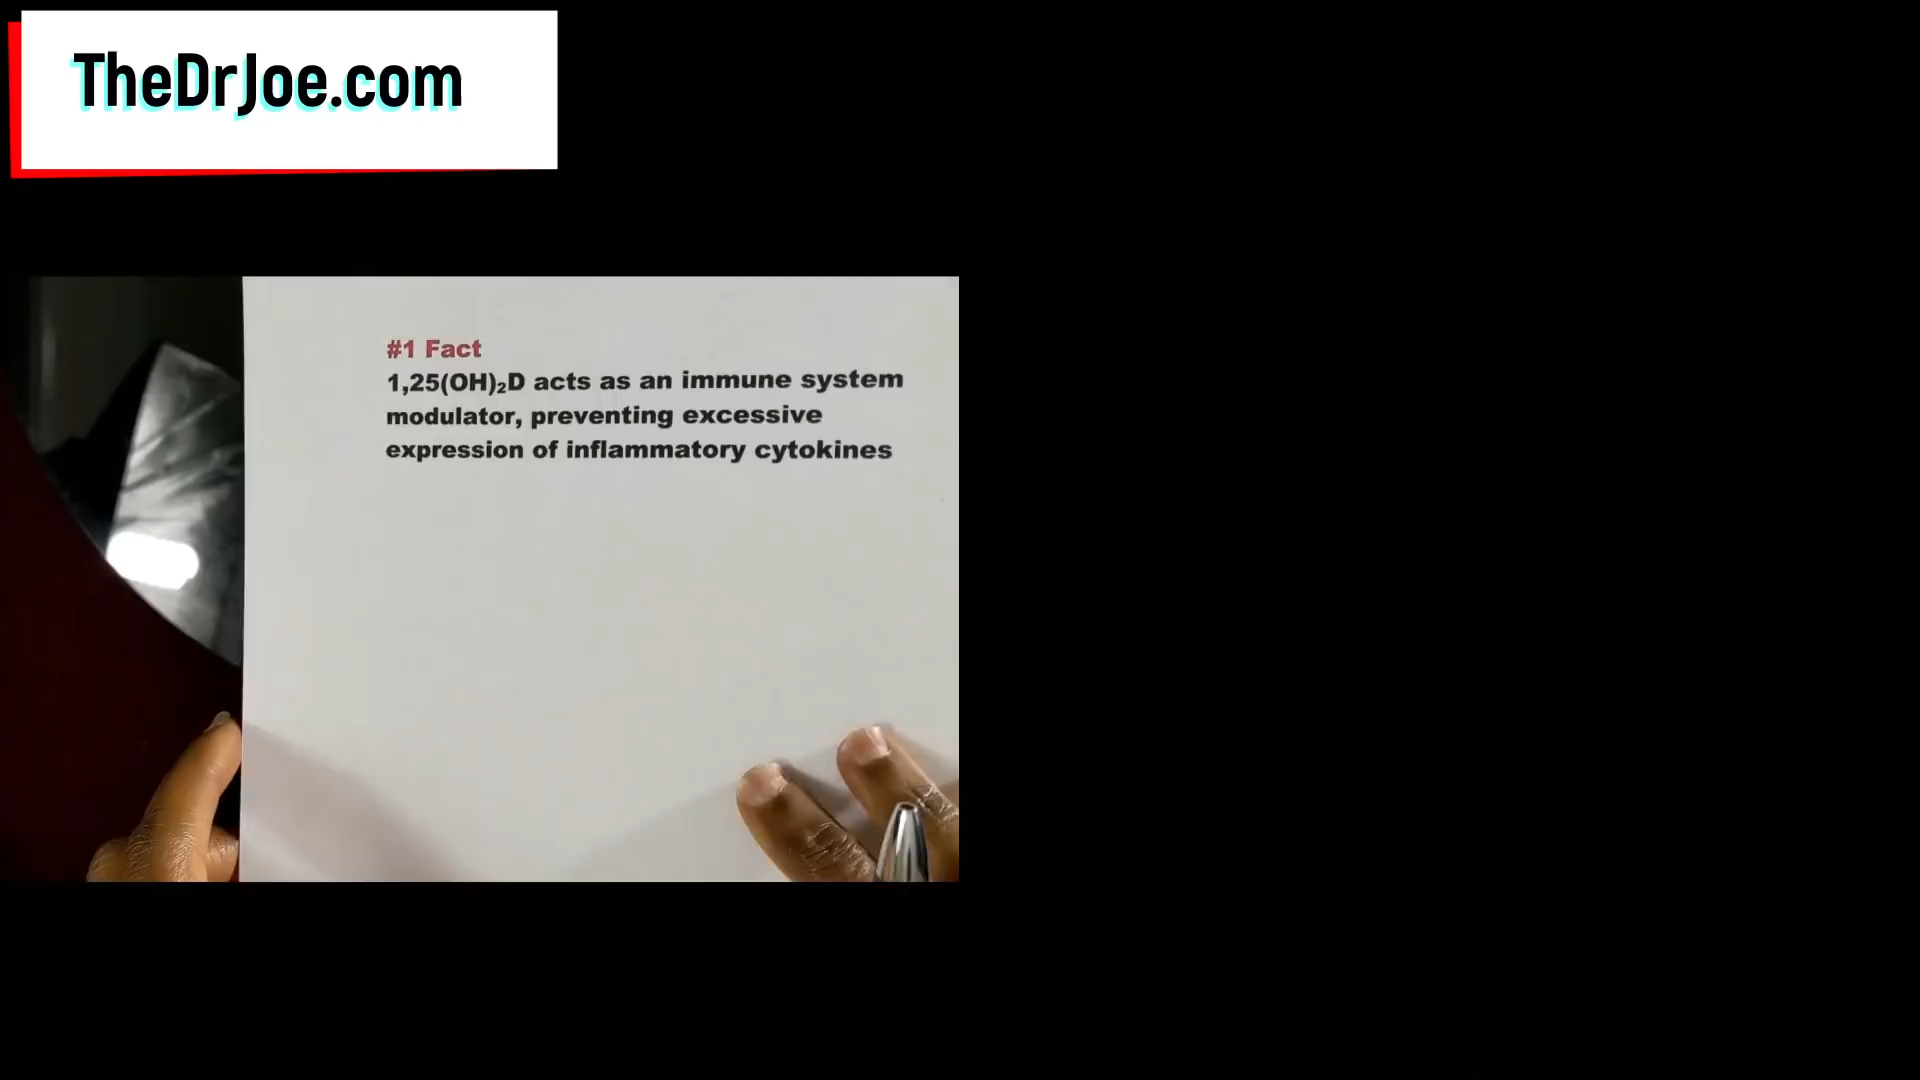 TheDrJoe.com
#1 Fact
1,25(OH)₂D acts as an immune system
modulator, preventing excessive
expression of inflammatory cytokines